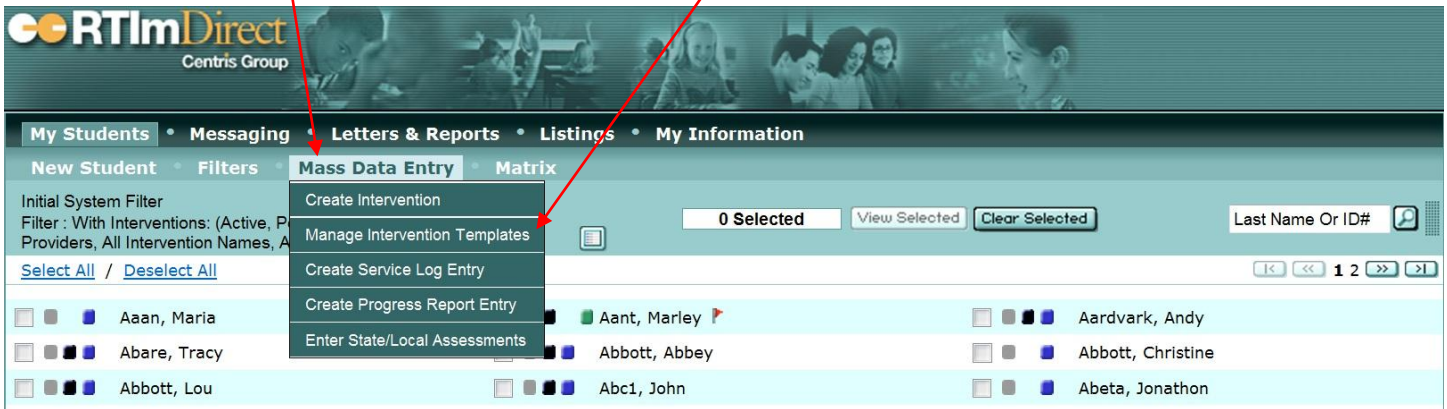 RTImDirect
Centris Group
My Students • Messaging • Letters & Reports • Listings • My Information
New Student • Filters • Mass Data Entry • Matrix
Initial System Filter
Filter : With Interventions: (Active, P
Providers, All Intervention Names, A
Create Intervention
Manage Intervention Templates
Create Service Log Entry
Create Progress Report Entry
Enter State/Local Assessments
0 Selected View Selected Clear Selected Last Name Or ID#
Select All / Deselect All 1 2
Aaan, Maria Aant, Marley Aardvark, Andy
Abare, Tracy Abbott, Abbey Abbott, Christine
Abbott, Lou Abc1, John Abeta, Jonathon